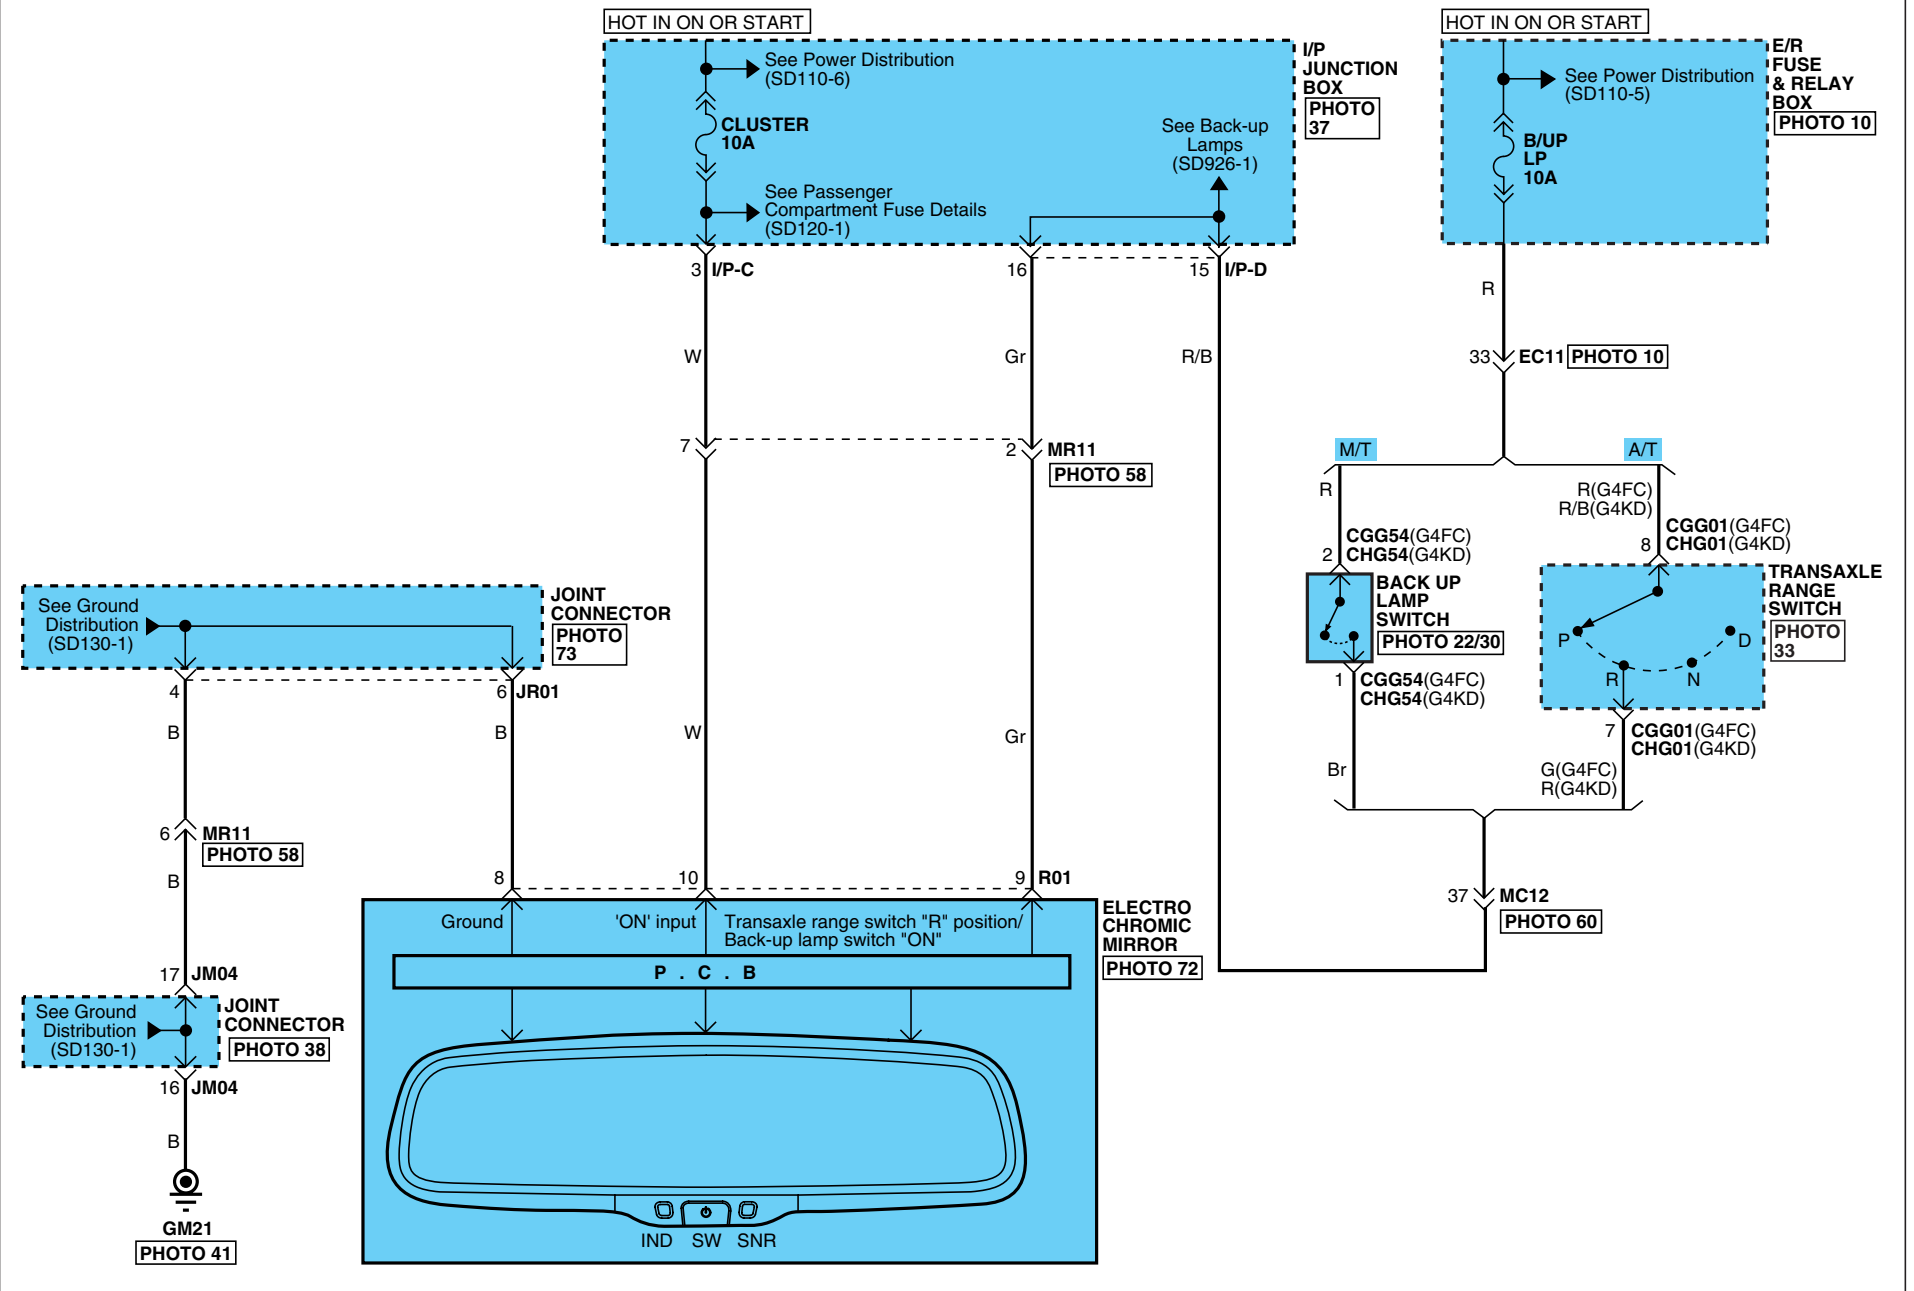 HOT IN ON OR START
HOT IN ON OR START
See Power Distribution
(SD110-6)
CLUSTER
10A
See Passenger
Compartment Fuse Details
(SD120-1)
See Back-up
Lamps
(SD926-1)
I/P
JUNCTION
BOX
PHOTO
37
See Power Distribution
(SD110-5)
B/UP
LP
10A
E/R
FUSE
& RELAY
BOX
PHOTO 10
3 I/P-C
16
15 I/P-D
R
W
Gr
R/B
33 EC11 PHOTO 10
7
2 MR11
PHOTO 58
M/T
A/T
R
R(G4FC)
R/B(G4KD)
CGG54(G4FC)
2 CHG54(G4KD)
CGG01(G4FC)
8 CHG01(G4KD)
BACK UP
LAMP
SWITCH
PHOTO 22/30
P
R
N
D
TRANSAXLE
RANGE
SWITCH
PHOTO
33
1 CGG54(G4FC)
CHG54(G4KD)
7 CGG01(G4FC)
CHG01(G4KD)
Br
G(G4FC)
R(G4KD)
37 MC12
PHOTO 60
See Ground
Distribution
(SD130-1)
JOINT
CONNECTOR
PHOTO
73
4
6 JR01
B
B
W
Gr
6 MR11
PHOTO 58
B
8
10
9 R01
17 JM04
See Ground
Distribution
(SD130-1)
JOINT
CONNECTOR
PHOTO 38
16 JM04
B
GM21
PHOTO 41
Ground
'ON' input
Transaxle range switch "R" position/
Back-up lamp switch "ON"
P . C . B
ELECTRO
CHROMIC
MIRROR
PHOTO 72
IND SW SNR